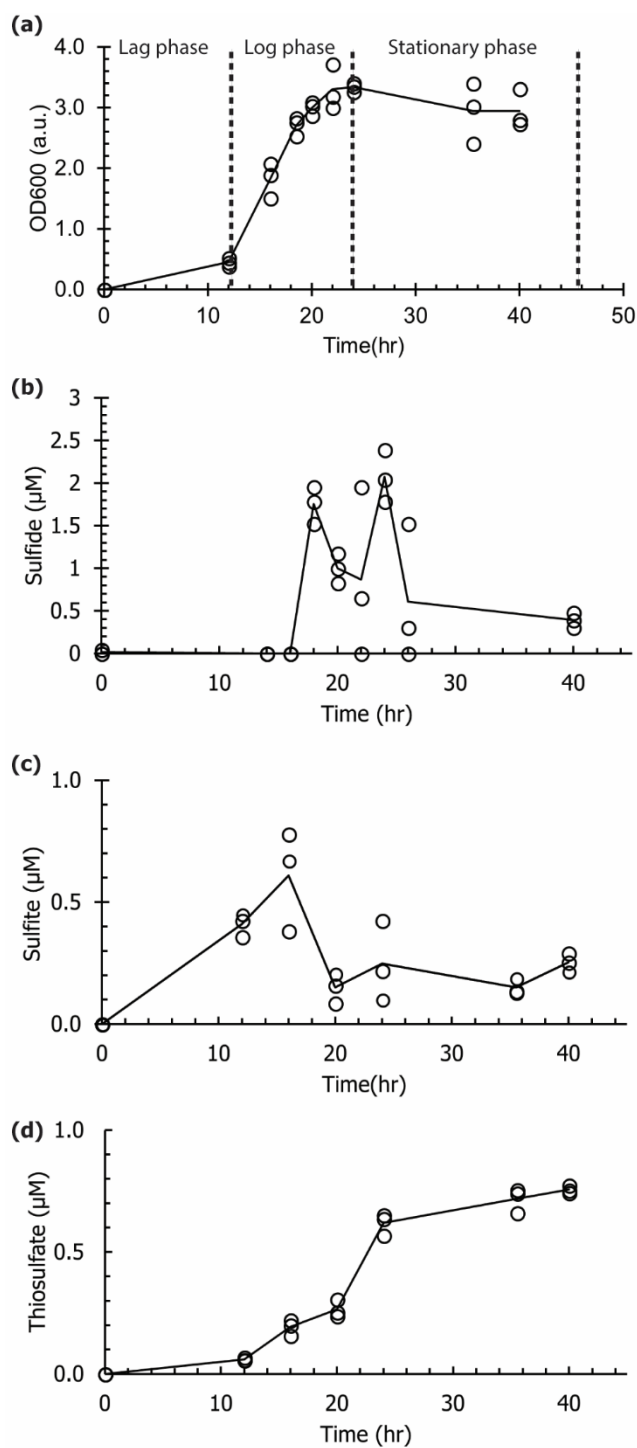 (a)
Lag phase Log phase Stationary phase
4.0
3.0
2.0
1.0
0.0
OD600 (a.u.)
0 10 20 30 40 50
Time(hr)
(b)
3
2.5
2
1.5
1
0.5
0
Sulfide (µM)
0 10 20 30 40
Time (hr)
(c)
1.0
0.5
0.0
Sulfite (µM)
0 10 20 30 40
Time(hr)
(d)
1.0
0.5
0.0
Thiosulfate (µM)
0 10 20 30 40
Time (hr)